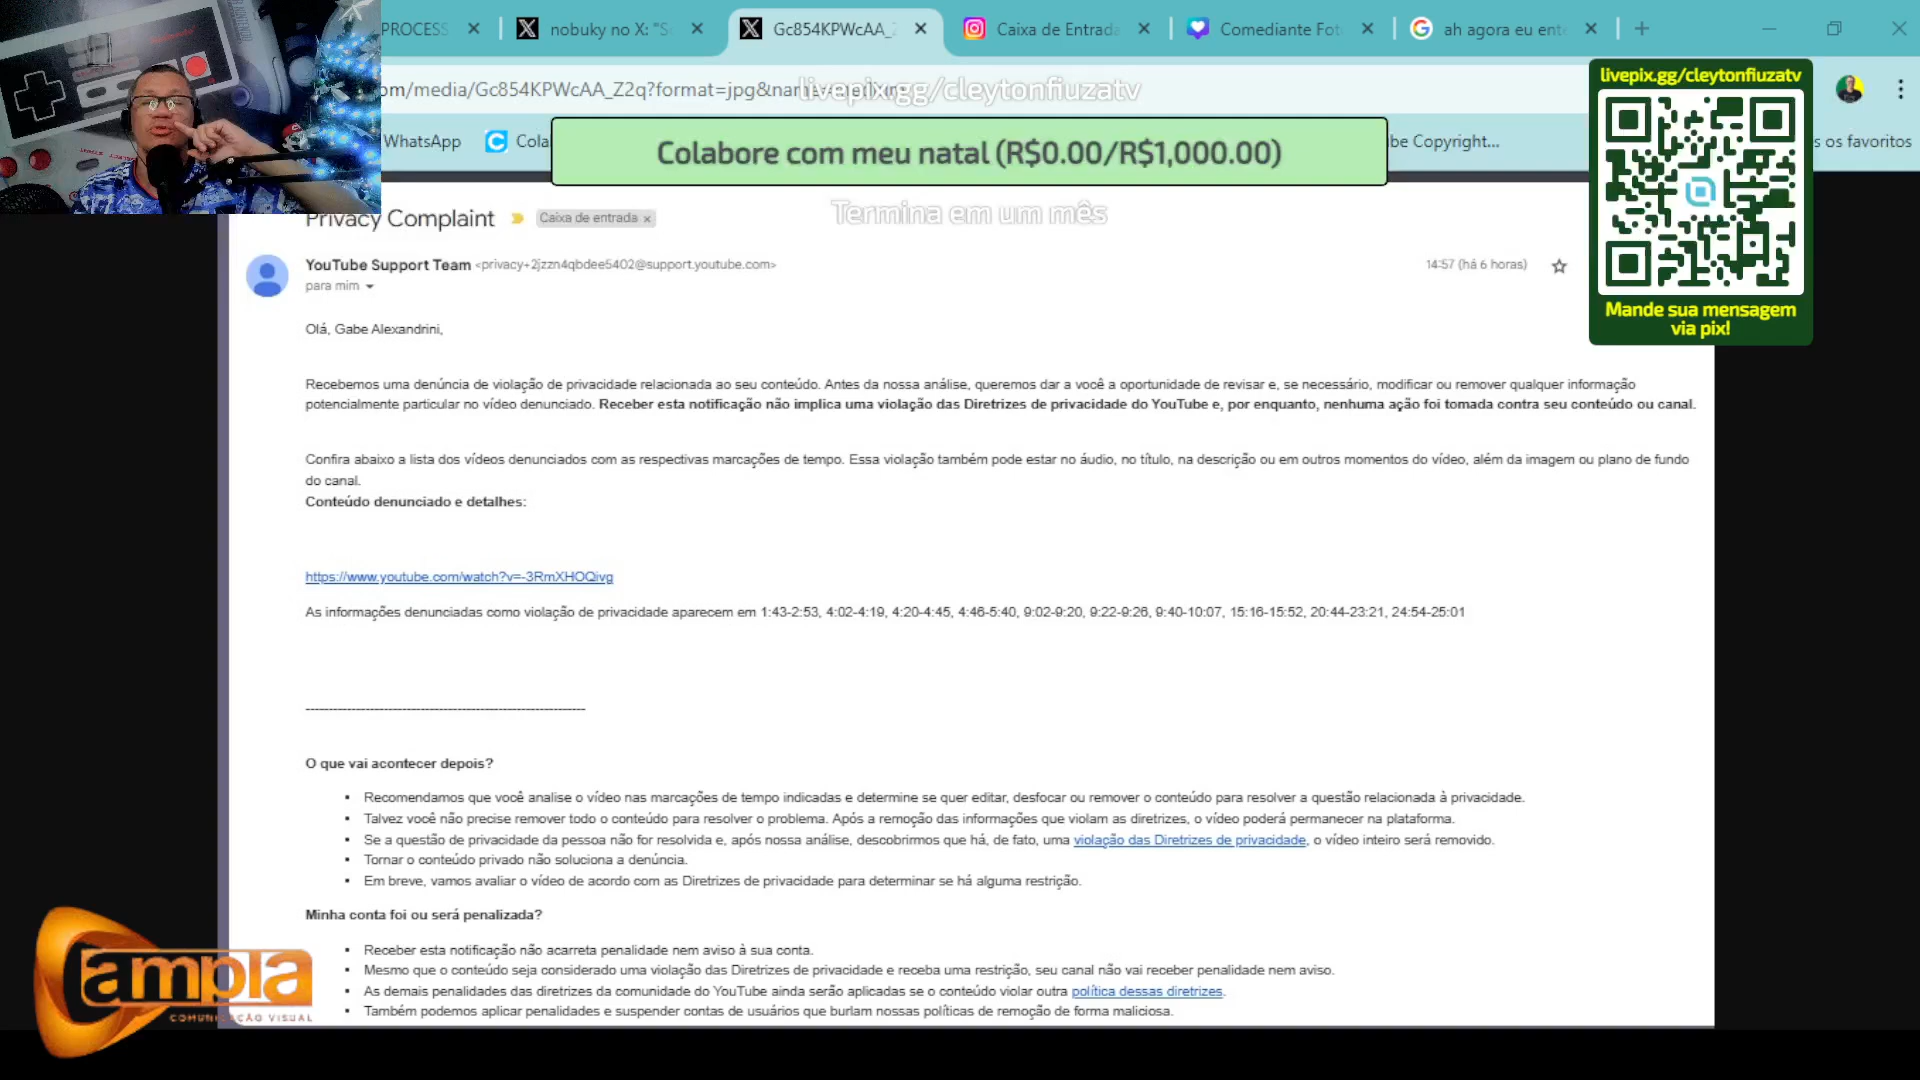 PROCESS
nobuky no X: "S
Gc854KPWcAA_Z
Caixa de Entrada
Comediante Fot
ah agora eu ent
om/media/Gc854KPWcAA_Z2q?format=jpg&name=medium
livepix.gg/cleytonfiuzatv
WhatsApp
Cola
be Copyright...
s os favoritos
Colabore com meu natal (R$0.00/R$1,000.00)
Termina em um mês
livepix.gg/cleytonfiuzatv
Mande sua mensagem
via pix!
Privacy Complaint
Caixa de entrada x
YouTube Support Team <privacy+2jzzn4qbdee5402@support.youtube.com>
14:57 (há 6 horas)
para mim
Olá, Gabe Alexandrini,
Recebemos uma denúncia de violação de privacidade relacionada ao seu conteúdo. Antes da nossa análise, queremos dar a você a oportunidade de revisar e, se necessário, modificar ou remover qualquer informação
potencialmente particular no vídeo denunciado. Receber esta notificação não implica uma violação das Diretrizes de privacidade do YouTube e, por enquanto, nenhuma ação foi tomada contra seu conteúdo ou canal.
Confira abaixo a lista dos vídeos denunciados com as respectivas marcações de tempo. Essa violação também pode estar no áudio, no título, na descrição ou em outros momentos do vídeo, além da imagem ou plano de fundo
do canal.
Conteúdo denunciado e detalhes:
https://www.youtube.com/watch?v=-3RmXHOQivg
As informações denunciadas como violação de privacidade aparecem em 1:43-2:53, 4:02-4:19, 4:20-4:45, 4:46-5:40, 9:02-9:20, 9:22-9:26, 9:40-10:07, 15:16-15:52, 20:44-23:21, 24:54-25:01
------------------------------------------------------------
O que vai acontecer depois?
▪ Recomendamos que você analise o vídeo nas marcações de tempo indicadas e determine se quer editar, desfocar ou remover o conteúdo para resolver a questão relacionada à privacidade.
▪ Talvez você não precise remover todo o conteúdo para resolver o problema. Após a remoção das informações que violam as diretrizes, o vídeo poderá permanecer na plataforma.
▪ Se a questão de privacidade da pessoa não for resolvida e, após nossa análise, descobrirmos que há, de fato, uma violação das Diretrizes de privacidade, o vídeo inteiro será removido.
▪ Tornar o conteúdo privado não soluciona a denúncia.
▪ Em breve, vamos avaliar o vídeo de acordo com as Diretrizes de privacidade para determinar se há alguma restrição.
Minha conta foi ou será penalizada?
▪ Receber esta notificação não acarreta penalidade nem aviso à sua conta.
▪ Mesmo que o conteúdo seja considerado uma violação das Diretrizes de privacidade e receba uma restrição, seu canal não vai receber penalidade nem aviso.
▪ As demais penalidades das diretrizes da comunidade do YouTube ainda serão aplicadas se o conteúdo violar outra política dessas diretrizes.
▪ Também podemos aplicar penalidades e suspender contas de usuários que burlam nossas políticas de remoção de forma maliciosa.
ampla
COMUNICAÇÃO VISUAL